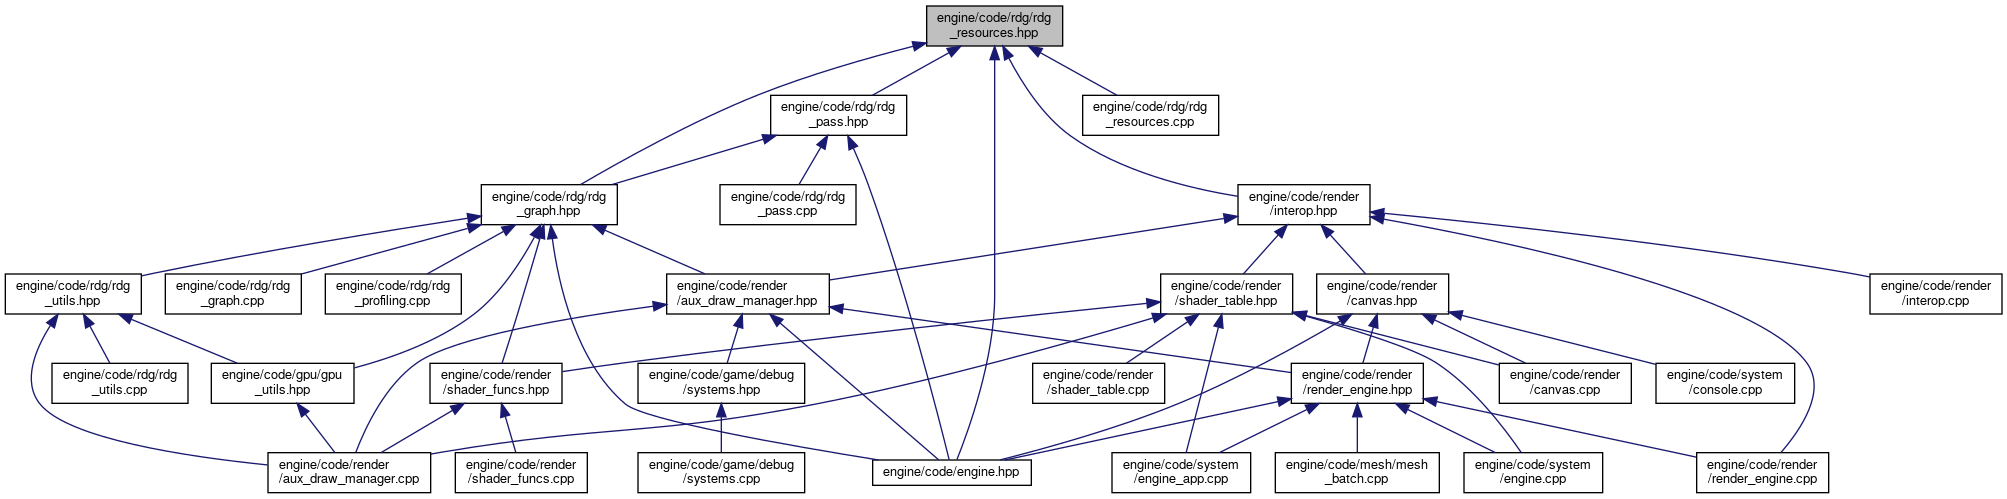 engine/code/rdg/rdg
_resources.hpp
engine/code/rdg/rdg
_pass.hpp
engine/code/rdg/rdg
_resources.cpp
engine/code/rdg/rdg
_graph.hpp
engine/code/rdg/rdg
_pass.cpp
engine/code/render
/interop.hpp
engine/code/rdg/rdg
_utils.hpp
engine/code/rdg/rdg
_graph.cpp
engine/code/rdg/rdg
_profiling.cpp
engine/code/render
/aux_draw_manager.hpp
engine/code/render
/shader_table.hpp
engine/code/render
/canvas.hpp
engine/code/render
/interop.cpp
engine/code/rdg/rdg
_utils.cpp
engine/code/gpu/gpu
_utils.hpp
engine/code/render
/shader_funcs.hpp
engine/code/game/debug
/systems.hpp
engine/code/render
/shader_table.cpp
engine/code/render
/render_engine.hpp
engine/code/render
/canvas.cpp
engine/code/system
/console.cpp
engine/code/render
/aux_draw_manager.cpp
engine/code/render
/shader_funcs.cpp
engine/code/game/debug
/systems.cpp
engine/code/engine.hpp
engine/code/system
/engine_app.cpp
engine/code/mesh/mesh
_batch.cpp
engine/code/system
/engine.cpp
engine/code/render
/render_engine.cpp